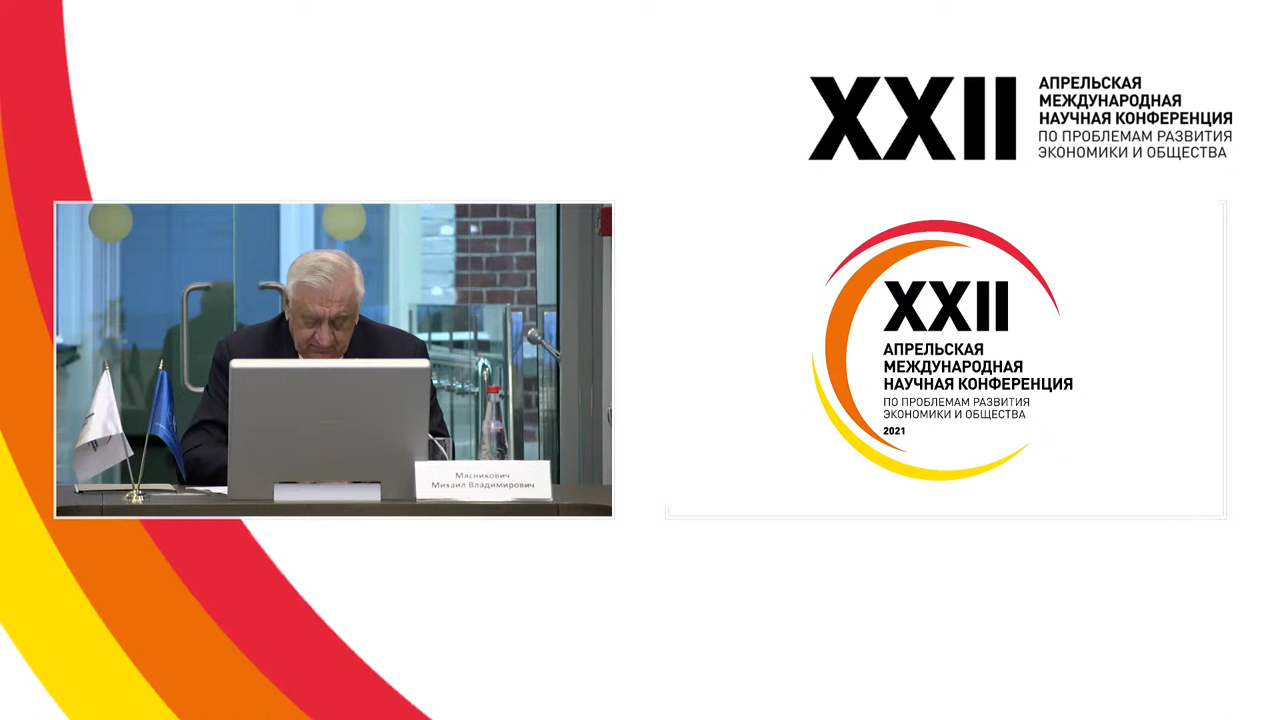 XXII
АПРЕЛЬСКАЯ
МЕЖДУНАРОДНАЯ
НАУЧНАЯ КОНФЕРЕНЦИЯ
ПО ПРОБЛЕМАМ РАЗВИТИЯ
ЭКОНОМИКИ И ОБЩЕСТВА
XXII
АПРЕЛЬСКАЯ
МЕЖДУНАРОДНАЯ
НАУЧНАЯ КОНФЕРЕНЦИЯ
ПО ПРОБЛЕМАМ РАЗВИТИЯ
ЭКОНОМИКИ И ОБЩЕСТВА
2021
Мясникович
Михаил Владимирович